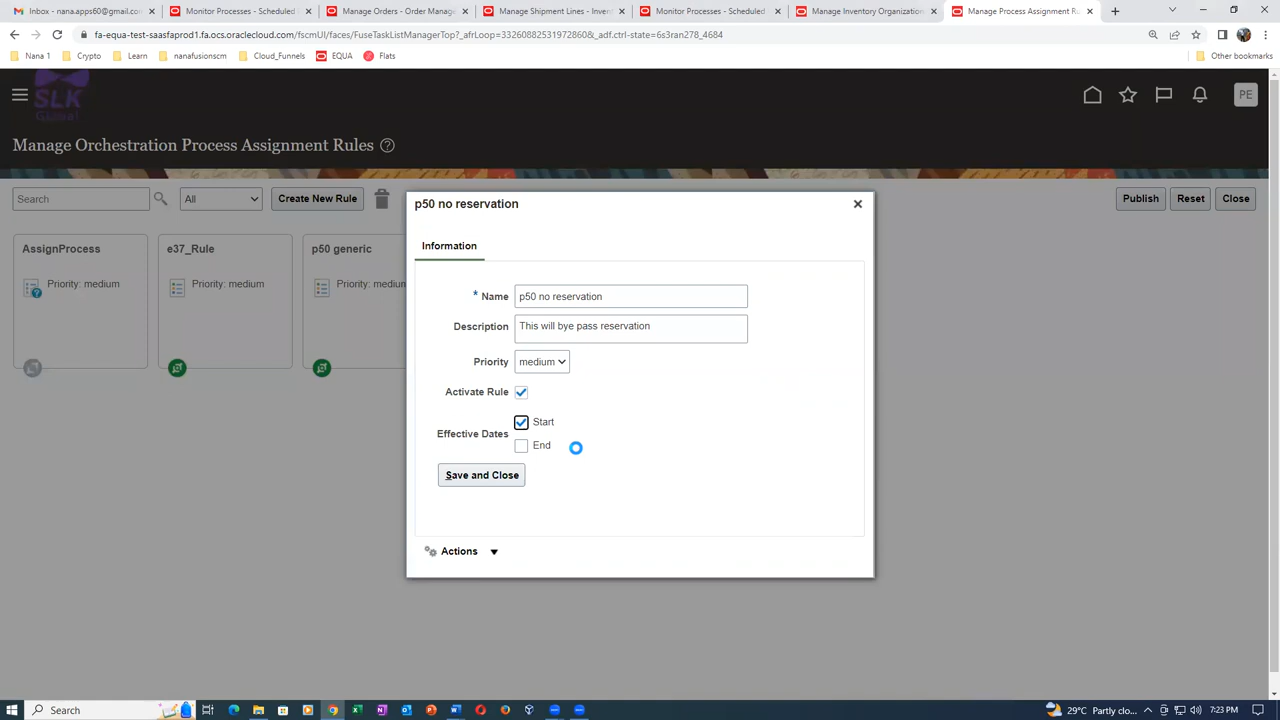 Inbox - nana.apps60@gmail.co
Monitor Processes - Scheduled
Manage Orders - Order Manage
Manage Shipment Lines - Inven
Monitor Processes - Scheduled
Manage Inventory Organization
Manage Process Assignment Ru
fa-equa-test-saasfaprod1.fa.ocs.oraclecloud.com/fscmUI/faces/FuseTaskListManagerTop?_afrLoop=33260882531972860&_adf.ctrl-state=6s3ran278_4684
Nana 1
Crypto
Learn
nanafusionscm
Cloud_Funnels
EQUA
Flats
Other bookmarks
SLK
Global
PE
Manage Orchestration Process Assignment Rules
Search
All
Create New Rule
Publish
Reset
Close
AssignProcess
Priority: medium
e37_Rule
Priority: medium
p50 generic
Priority: mediu
p50 no reservation
Information
* Name p50 no reservation
Description This will bye pass reservation
Priority medium
Activate Rule
Effective Dates
Start
End
Save and Close
Actions
Search
29°C Partly clo...
7:23 PM